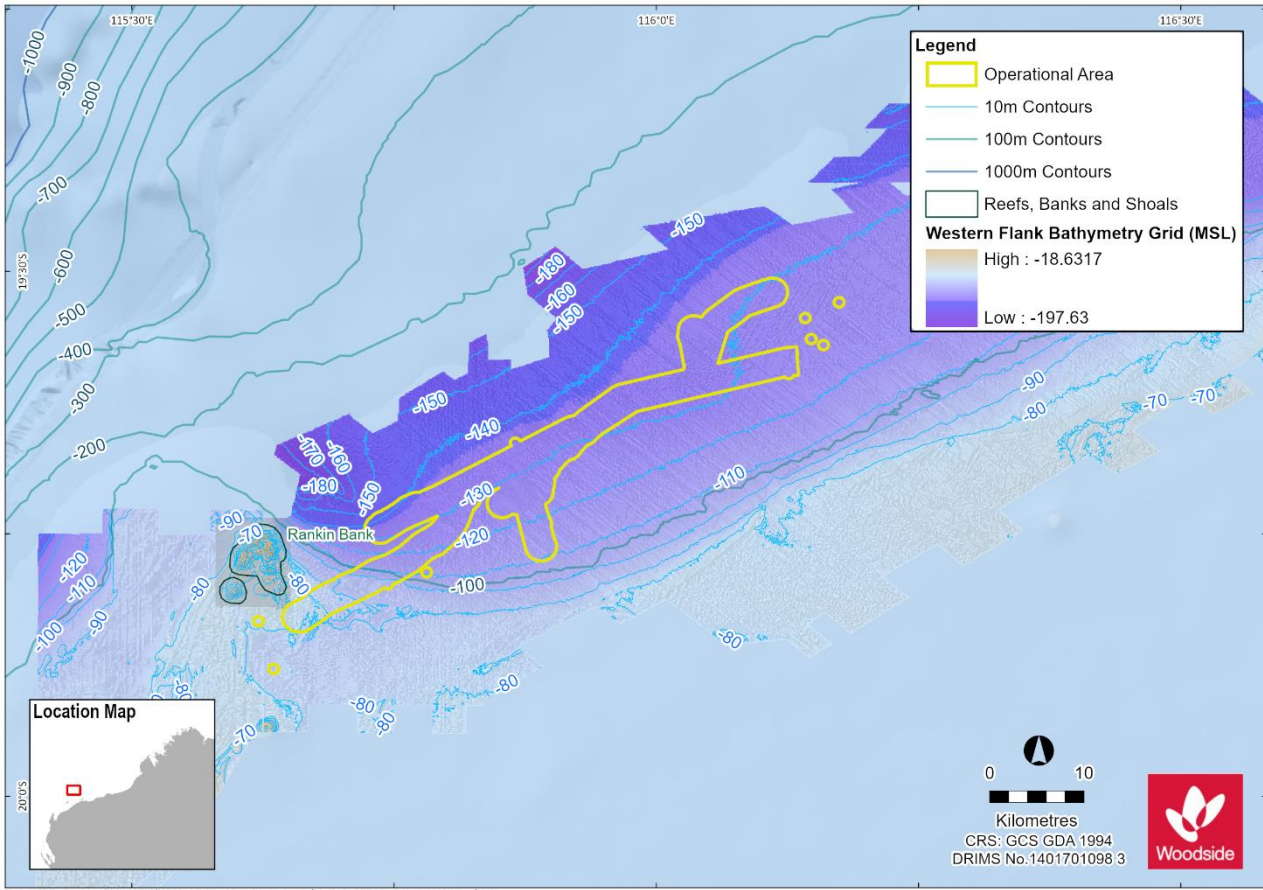 115°30'E
116°0'E
116°30'E
19°30'S
20°0'S
Legend
Operational Area
10m Contours
100m Contours
1000m Contours
Reefs, Banks and Shoals
Western Flank Bathymetry Grid (MSL)
High : -18.6317
Low : -197.63
-1000
-900
-800
-700
-600
-500
-400
-300
-200
-150
-180
-160
-150
-150
-140
-170
-160
-180
-150
-130
-120
-110
-100
-90
-80
-70
-70
-90
-70
Rankin Bank
-80
-80
-120
-110
-100
-90
-80
-80
-80
-80
-80
-70
Location Map
0 10
Kilometres
CRS: GCS GDA 1994
DRIMS No.1401701098 3
Woodside